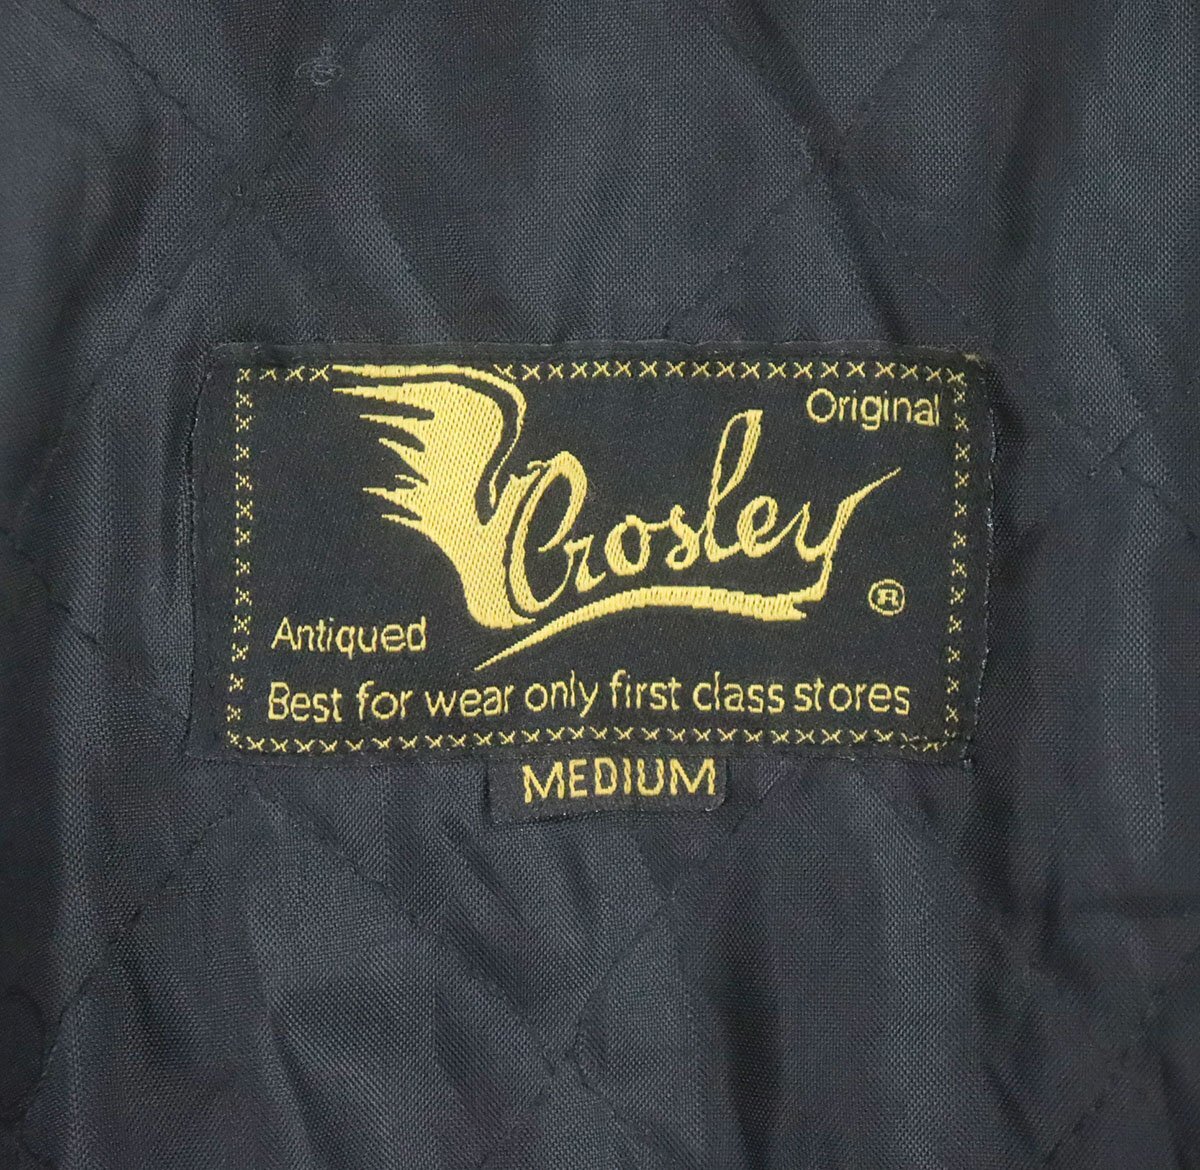 Original
Crosley
®
Antiqued
Best for wear only first class stores
MEDIUM